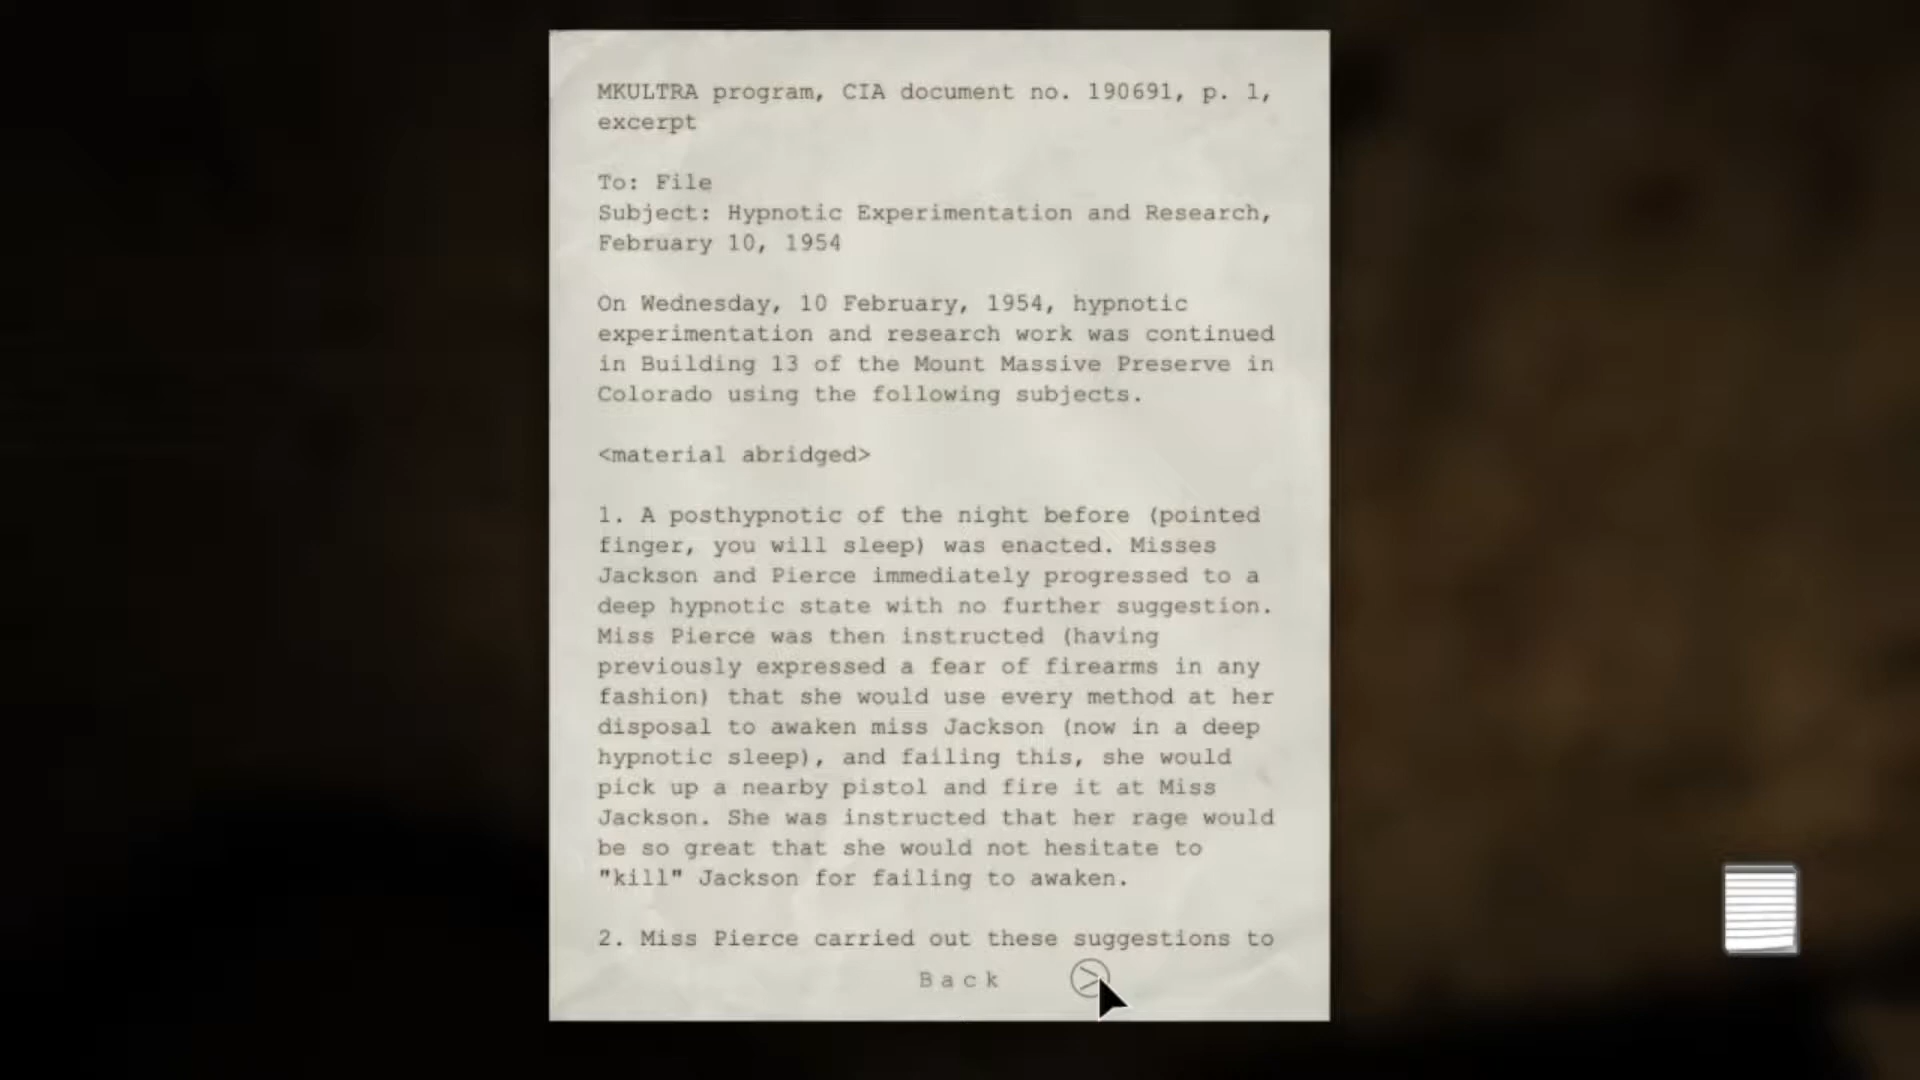 MKULTRA program, CIA document no. 190691, p. 1,
excerpt
To: File
Subject: Hypnotic Experimentation and Research,
February 10, 1954
On Wednesday, 10 February, 1954, hypnotic
experimentation and research work was continued
in Building 13 of the Mount Massive Preserve in
Colorado using the following subjects.
<material abridged>
1. A posthypnotic of the night before (pointed
finger, you will sleep) was enacted. Misses
Jackson and Pierce immediately progressed to a
deep hypnotic state with no further suggestion.
Miss Pierce was then instructed (having
previously expressed a fear of firearms in any
fashion) that she would use every method at her
disposal to awaken miss Jackson (now in a deep
hypnotic sleep), and failing this, she would
pick up a nearby pistol and fire it at Miss
Jackson. She was instructed that her rage would
be so great that she would not hesitate to
"kill" Jackson for failing to awaken.
2. Miss Pierce carried out these suggestions to
Back >